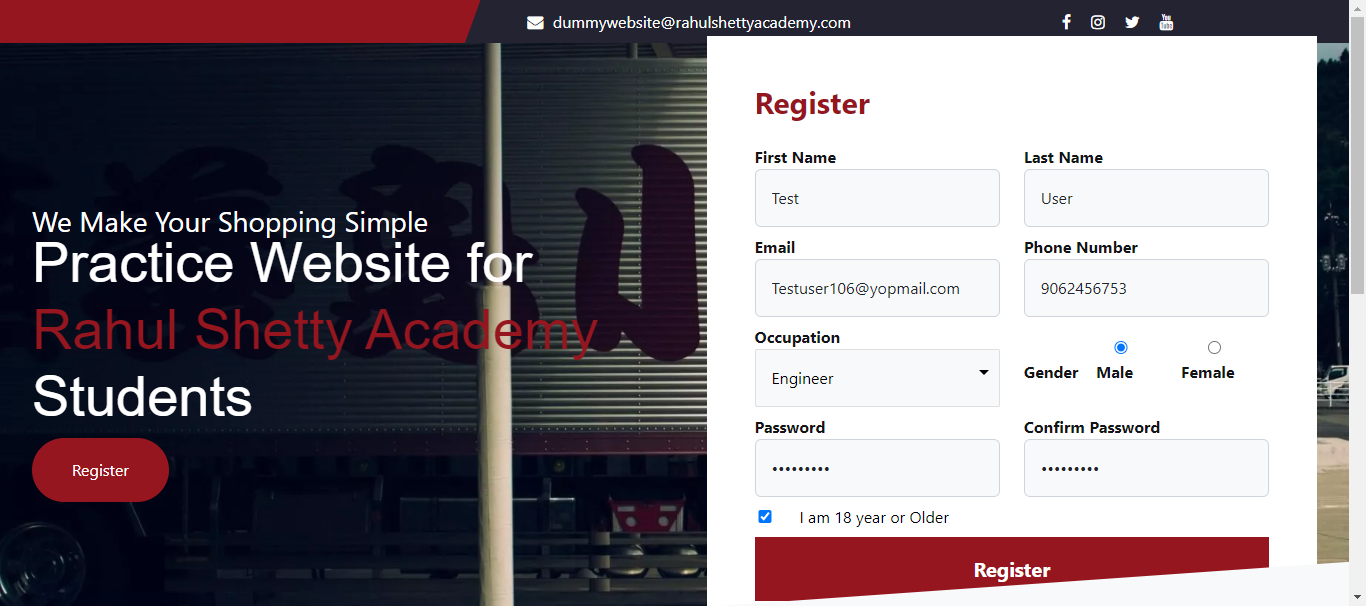 dummywebsite@rahulshettyacademy.com
We Make Your Shopping Simple
Practice Website for
Rahul Shetty Academy
Students
Register
Register
First Name
Last Name
Test
User
Email
Phone Number
Testuser106@yopmail.com
9062456753
Occupation
Engineer
Gender Male Female
Password
Confirm Password
•••••••••
•••••••••
I am 18 year or Older
Register